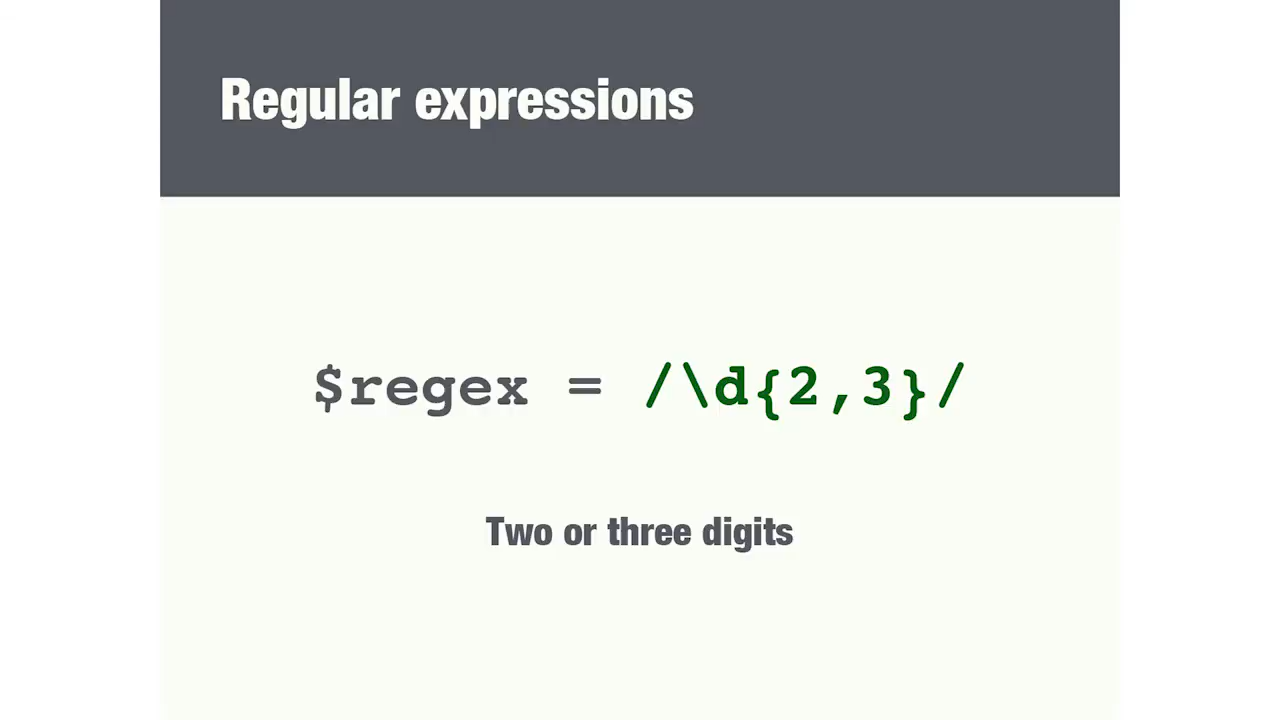 Regular expressions
$regex = /\d{2,3}/
Two or three digits